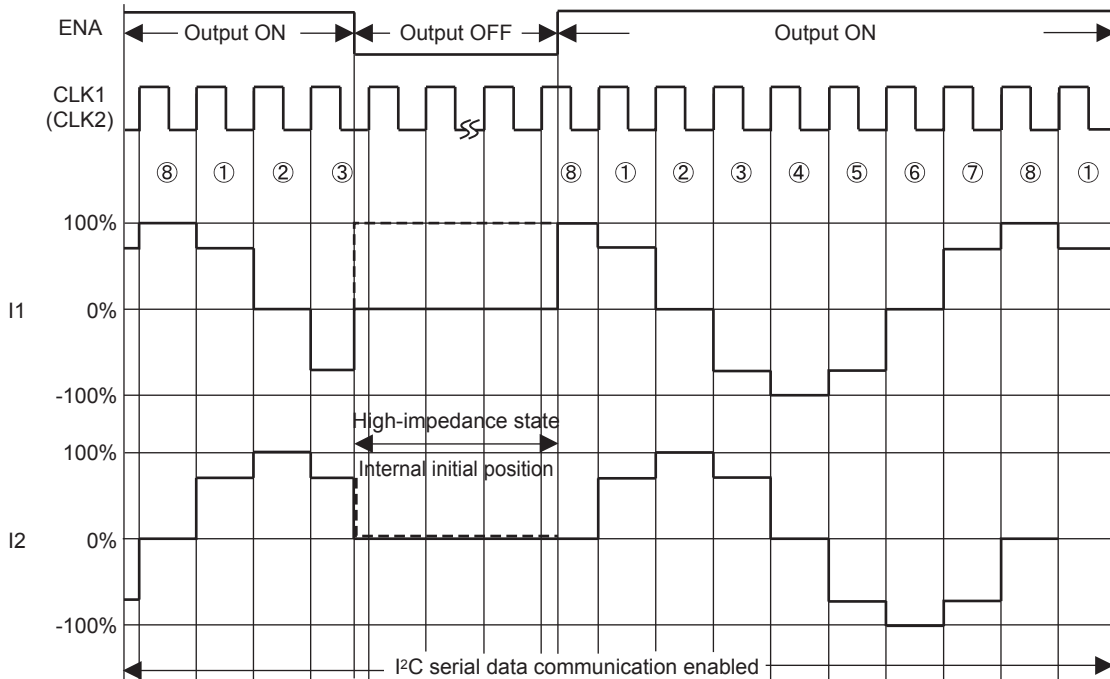 ENA
Output ON
Output OFF
Output ON
CLK1
(CLK2)
⑧ ① ② ③ ⑧ ① ② ③ ④ ⑤ ⑥ ⑦ ⑧ ①
100%
I1
0%
-100%
High-impedance state
100%
Internal initial position
I2
0%
-100%
I²C serial data communication enabled